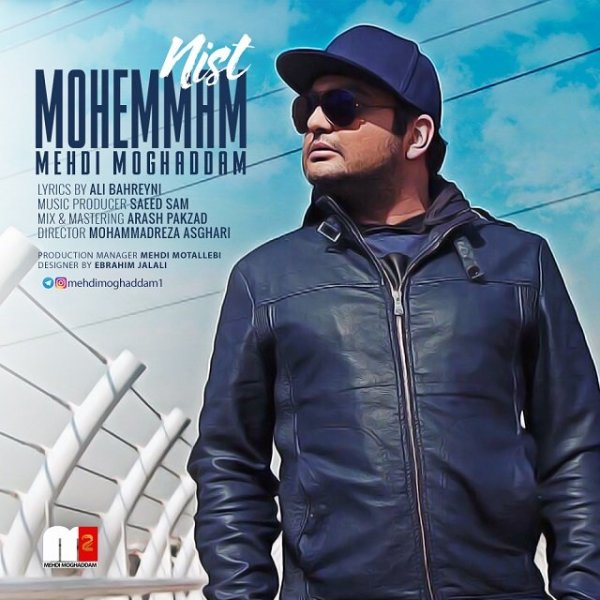 Nist
MOHEMMAM
MEHDI MOGHADDAM
LYRICS BY ALI BAHREYNI
MUSIC PRODUCER SAEED SAM
MIX & MASTERING ARASH PAKZAD
DIRECTOR MOHAMMADREZA ASGHARI
PRODUCTION MANAGER MEHDI MOTALLEBI
DESIGNER BY EBRAHIM JALALI
mehdimoghaddam1
M2
MEHDI MOGHADDAM